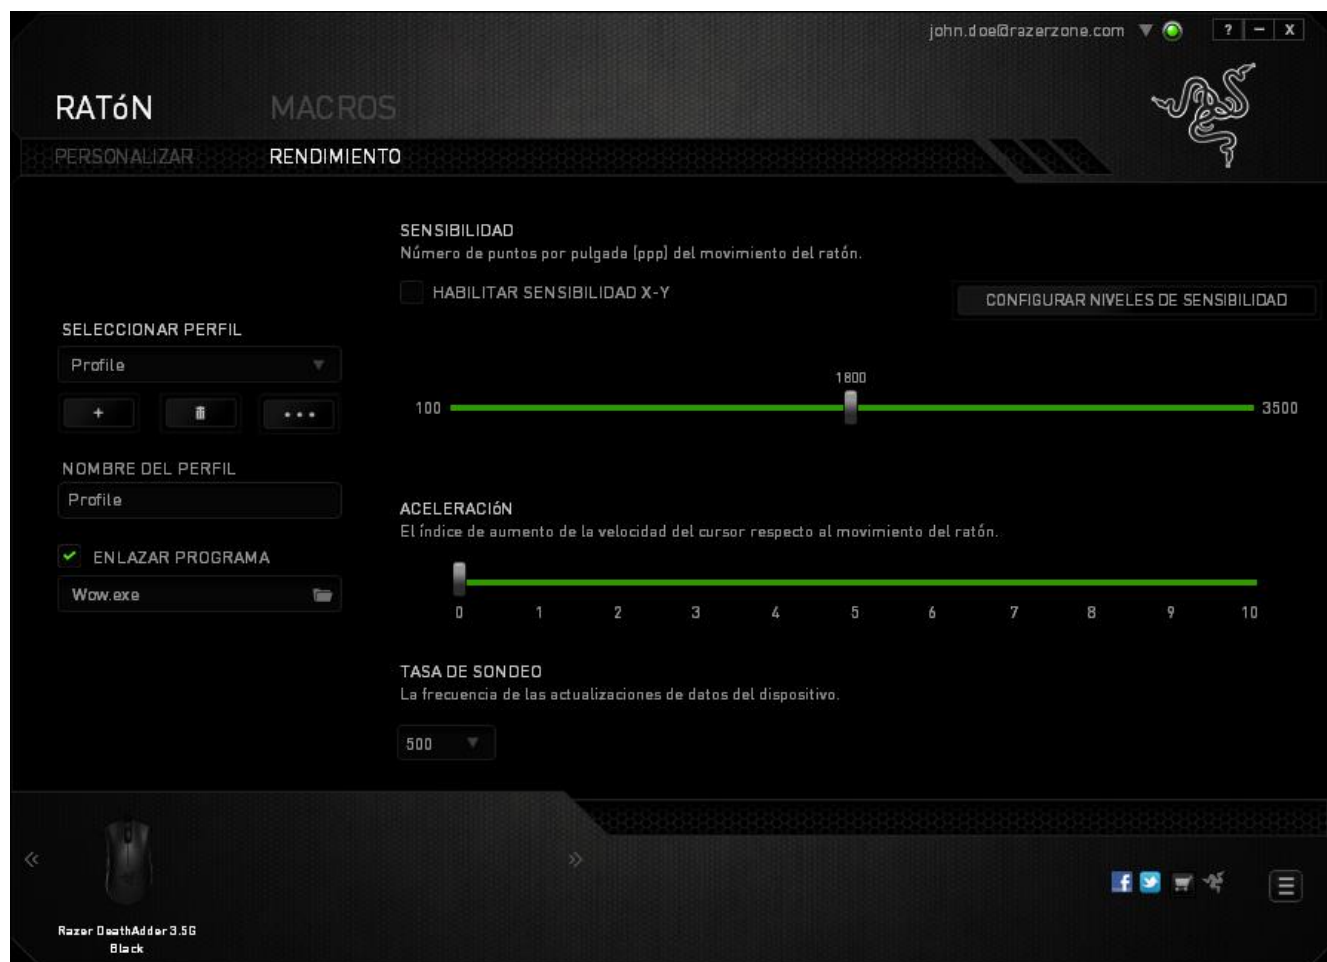 john.doe@razerzone.com
? – X
RATóN
MACROS
PERSONALIZAR
RENDIMIENTO
SENSIBILIDAD
Número de puntos por pulgada (ppp) del movimiento del ratón.
HABILITAR SENSIBILIDAD X-Y
CONFIGURAR NIVELES DE SENSIBILIDAD
SELECCIONAR PERFIL
Profile
1800
100
3500
NOMBRE DEL PERFIL
Profile
ENLAZAR PROGRAMA
Wow.exe
ACELERACIóN
El índice de aumento de la velocidad del cursor respecto al movimiento del ratón.
0 1 2 3 4 5 6 7 8 9 10
TASA DE SONDEO
La frecuencia de las actualizaciones de datos del dispositivo.
500
Razer DeathAdder 3.5G
Black